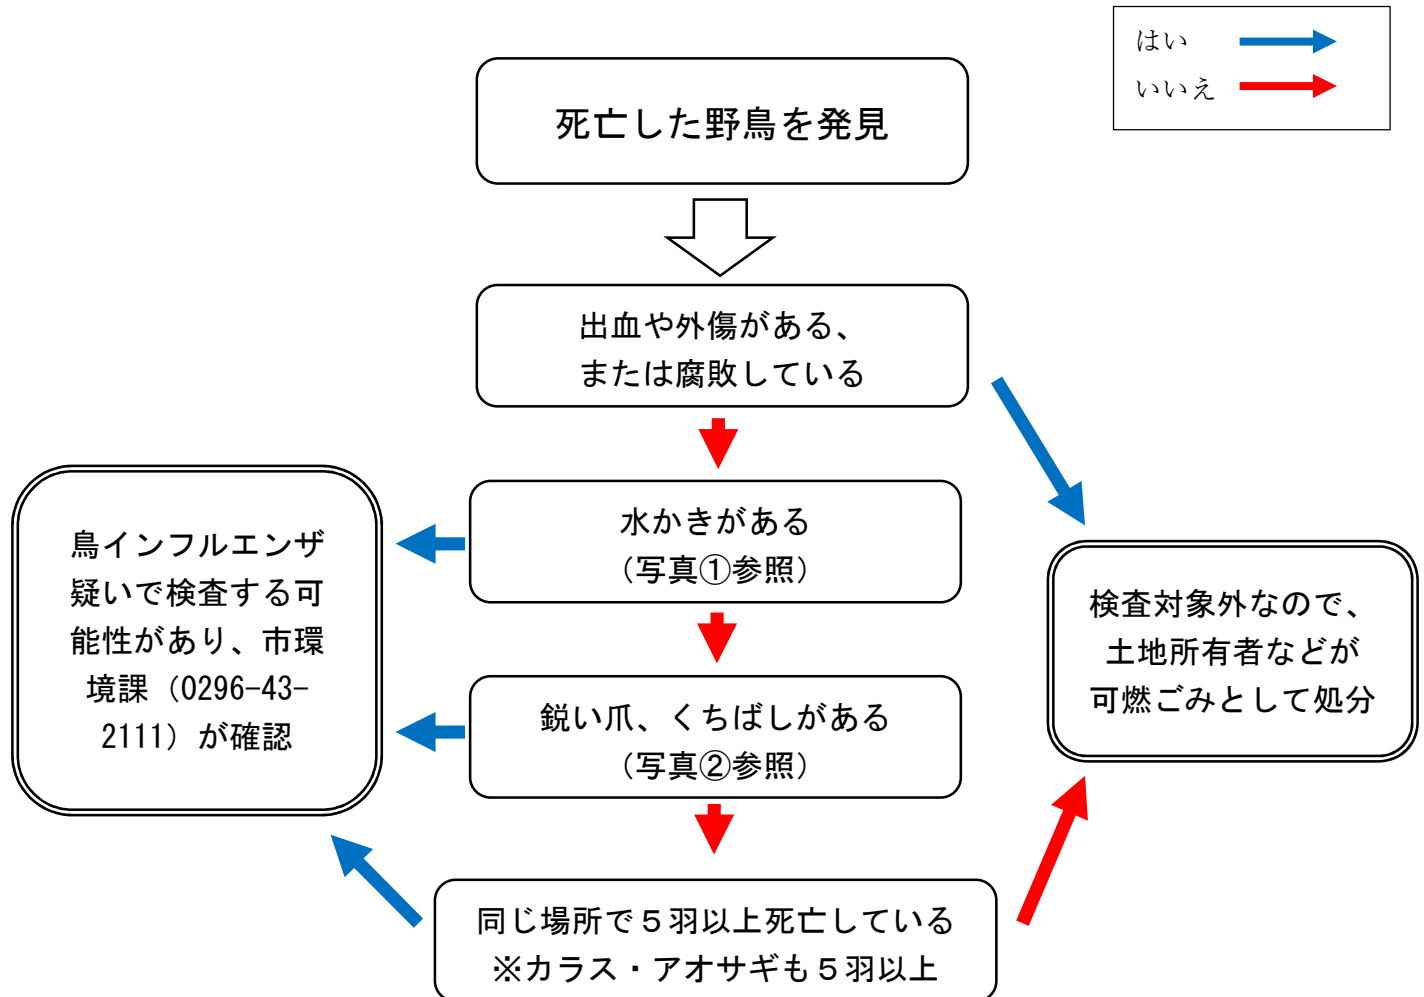 はい
いいえ
死亡した野鳥を発見
出血や外傷がある、
または腐敗している
水かきがある
（写真①参照）
鳥インフルエンザ
疑いで検査する可
能性があり、市環
境課（0296-43-
2111）が確認
検査対象外なので、
土地所有者などが
可燃ごみとして処分
鋭い爪、くちばしがある
（写真②参照）
同じ場所で５羽以上死亡している
※カラス・アオサギも５羽以上